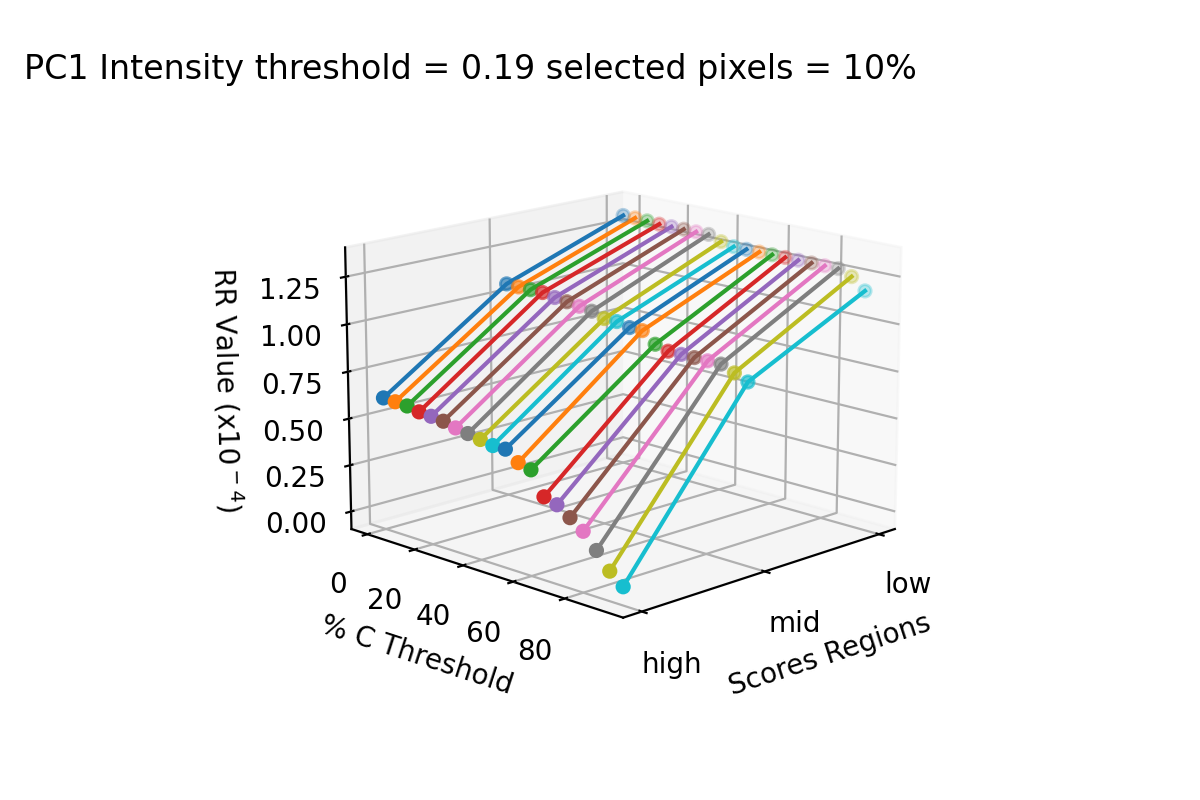 PC1 Intensity threshold = 0.19 selected pixels = 10%
RR Value (x10⁻⁴)
1.25
1.00
0.75
0.50
0.25
0.00
0
20
40
60
80
% C Threshold
high
mid
low
Scores Regions